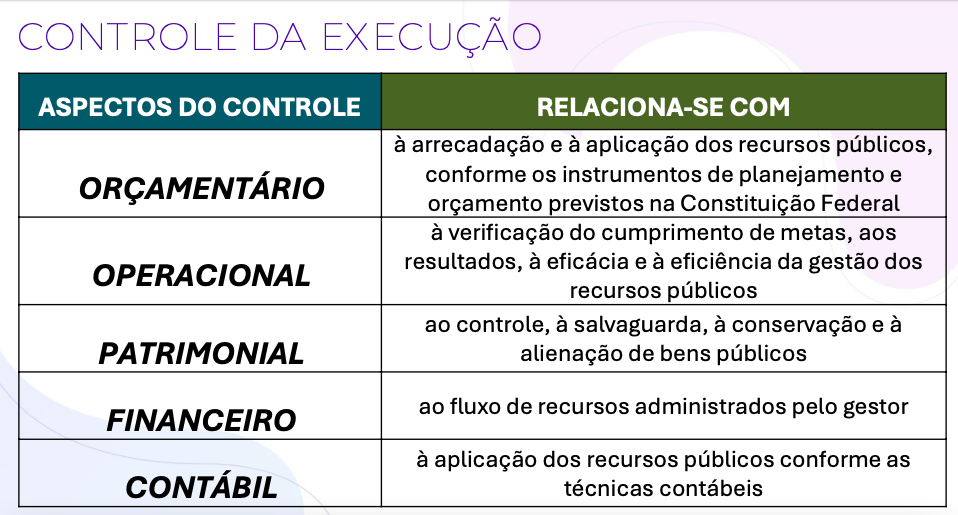 CONTROLE DA EXECUÇÃO
ASPECTOS DO CONTROLE
RELACIONA-SE COM
ORÇAMENTÁRIO
à arrecadação e à aplicação dos recursos públicos,
conforme os instrumentos de planejamento e
orçamento previstos na Constituição Federal
OPERACIONAL
à verificação do cumprimento de metas, aos
resultados, à eficácia e à eficiência da gestão dos
recursos públicos
PATRIMONIAL
ao controle, à salvaguarda, à conservação e à
alienação de bens públicos
FINANCEIRO
ao fluxo de recursos administrados pelo gestor
CONTÁBIL
à aplicação dos recursos públicos conforme as
técnicas contábeis